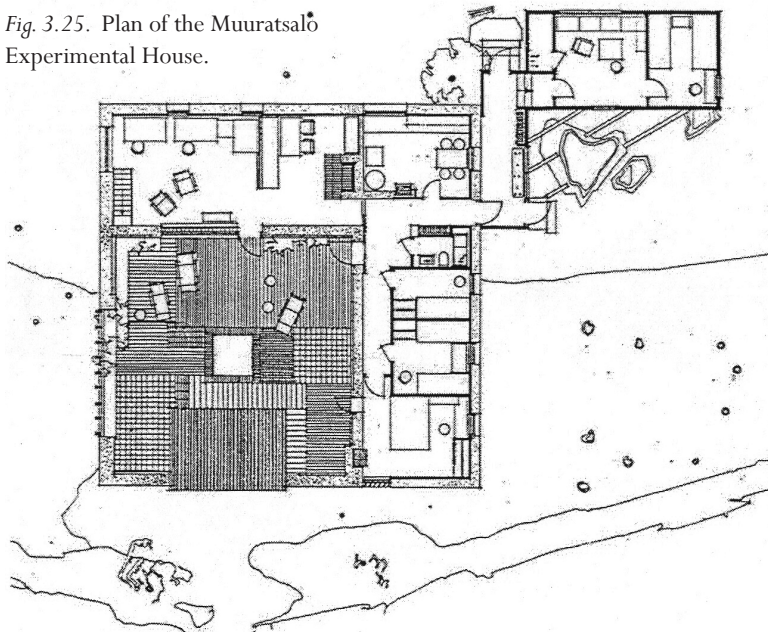 Fig. 3.25. Plan of the Muuratsalo
Experimental House.